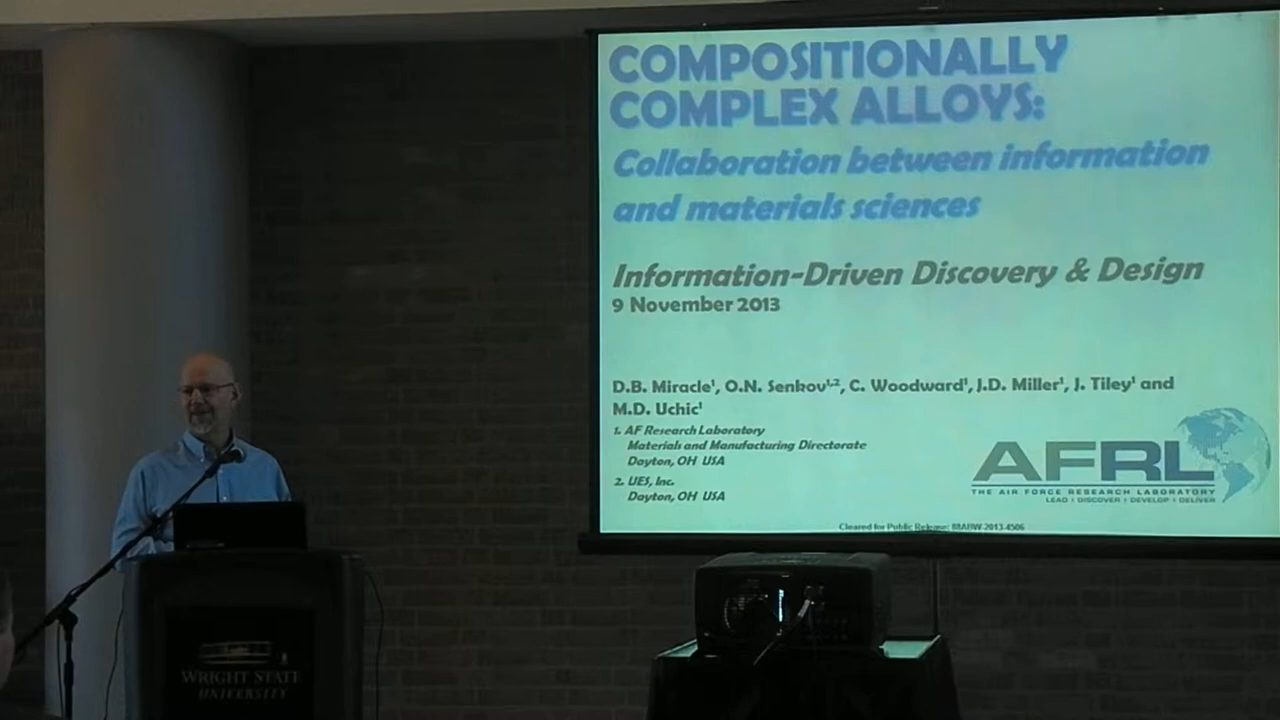 COMPOSITIONALLY
COMPLEX ALLOYS:
Collaboration between information
and materials sciences
Information-Driven Discovery & Design
9 November 2013
D.B. Miracle¹, O.N. Senkov¹,², C. Woodward¹, J.D. Miller¹, J. Tiley¹ and
M.D. Uchic¹
1. AF Research Laboratory
Materials and Manufacturing Directorate
Dayton, OH USA
2. UES, Inc.
Dayton, OH USA
AFRL
THE AIR FORCE RESEARCH LABORATORY
LEAD | DISCOVER | DEVELOP | DELIVER
Cleared for Public Release: 88ABW-2013-4506
WRIGHT STATE
UNIVERSITY